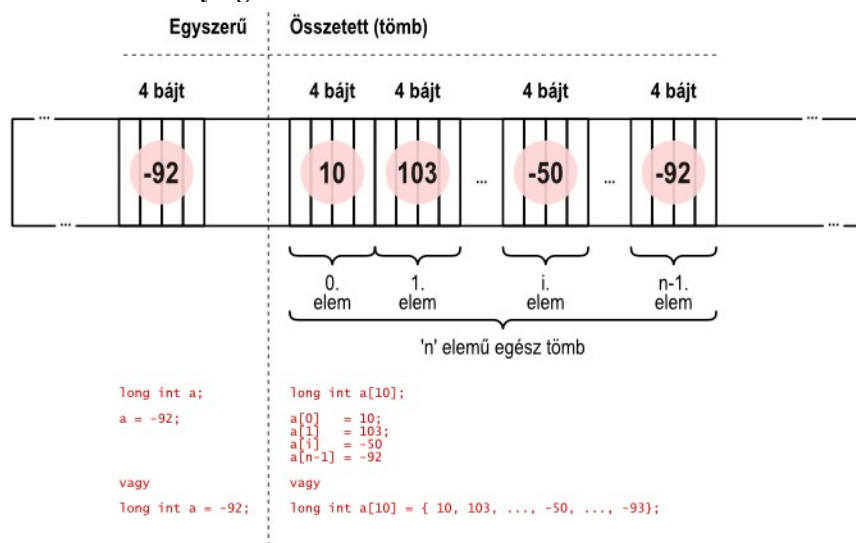 Egyszerű Összetett (tömb)
4 bájt 4 bájt 4 bájt 4 bájt 4 bájt
... ...
-92 10 103 ... -50 ... -92
... ...
0. 1. i. n-1.
elem elem elem elem
'n' elemű egész tömb
long int a; long int a[10];
a = -92; a[0] = 10;
a[1] = 103;
a[i] = -50
a[n-1] = -92
vagy vagy
long int a = -92; long int a[10] = { 10, 103, ..., -50, ..., -93};